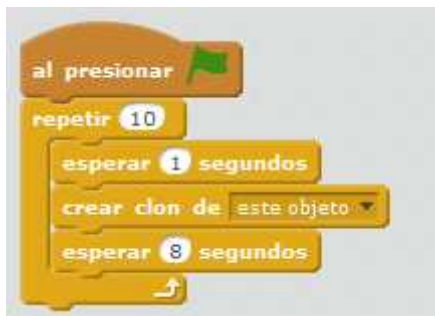 al presionar
repetir 10
esperar 1 segundos
crear clon de este objeto
esperar 8 segundos